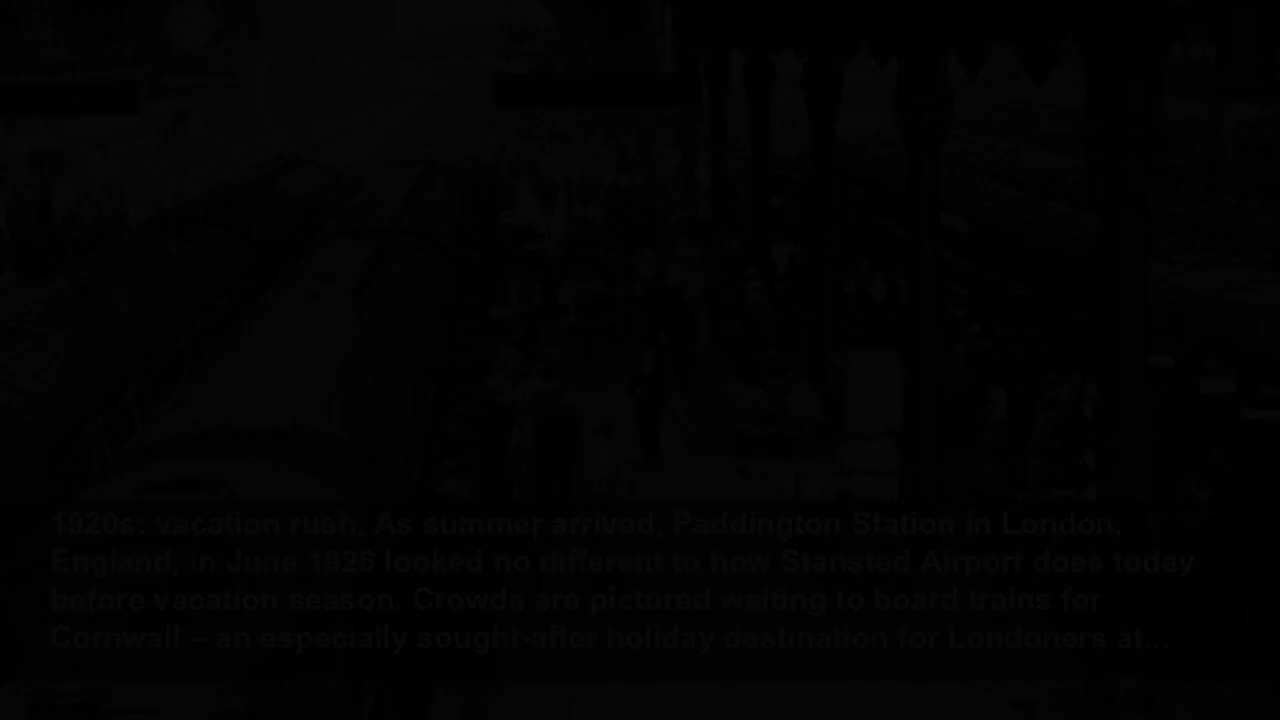 1920s: vacation rush. As summer arrived, Paddington Station in London,
England, in June 1926 looked no different to how Stansted Airport does today
before vacation season. Crowds are pictured waiting to board trains for
Cornwall – an especially sought-after holiday destination for Londoners at...